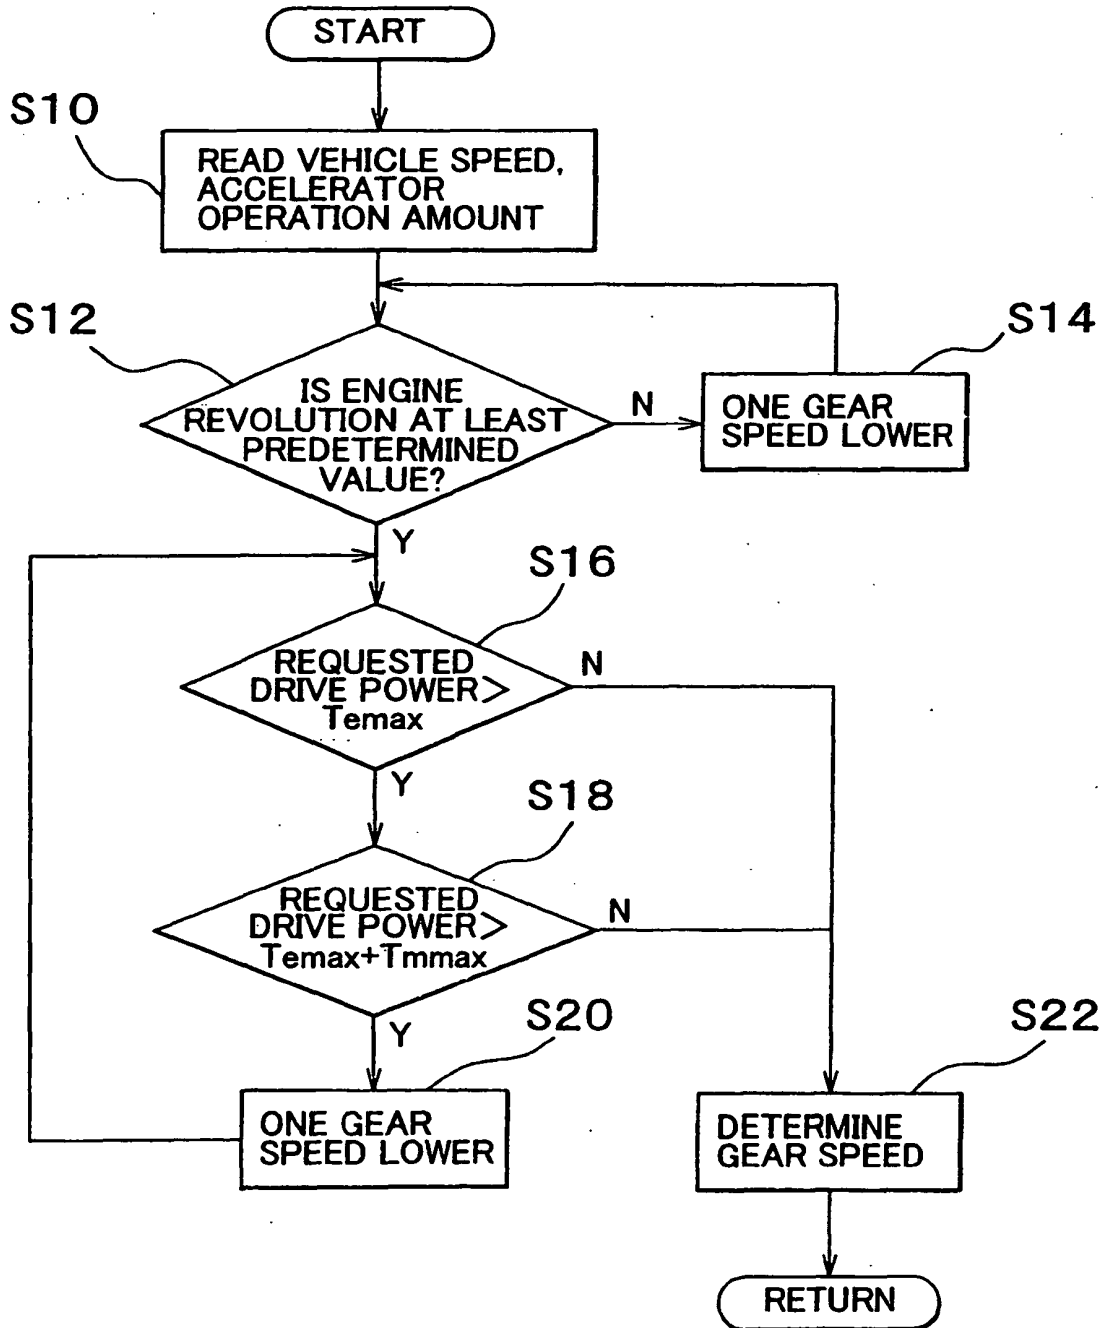 START
S10
READ VEHICLE SPEED,
ACCELERATOR
OPERATION AMOUNT
S12
IS ENGINE
REVOLUTION AT LEAST
PREDETERMINED
VALUE?
N
S14
ONE GEAR
SPEED LOWER
Y
S16
REQUESTED
DRIVE POWER>
Temax
N
Y
S18
REQUESTED
DRIVE POWER>
Temax+Tmmax
N
Y
S20
ONE GEAR
SPEED LOWER
S22
DETERMINE
GEAR SPEED
RETURN